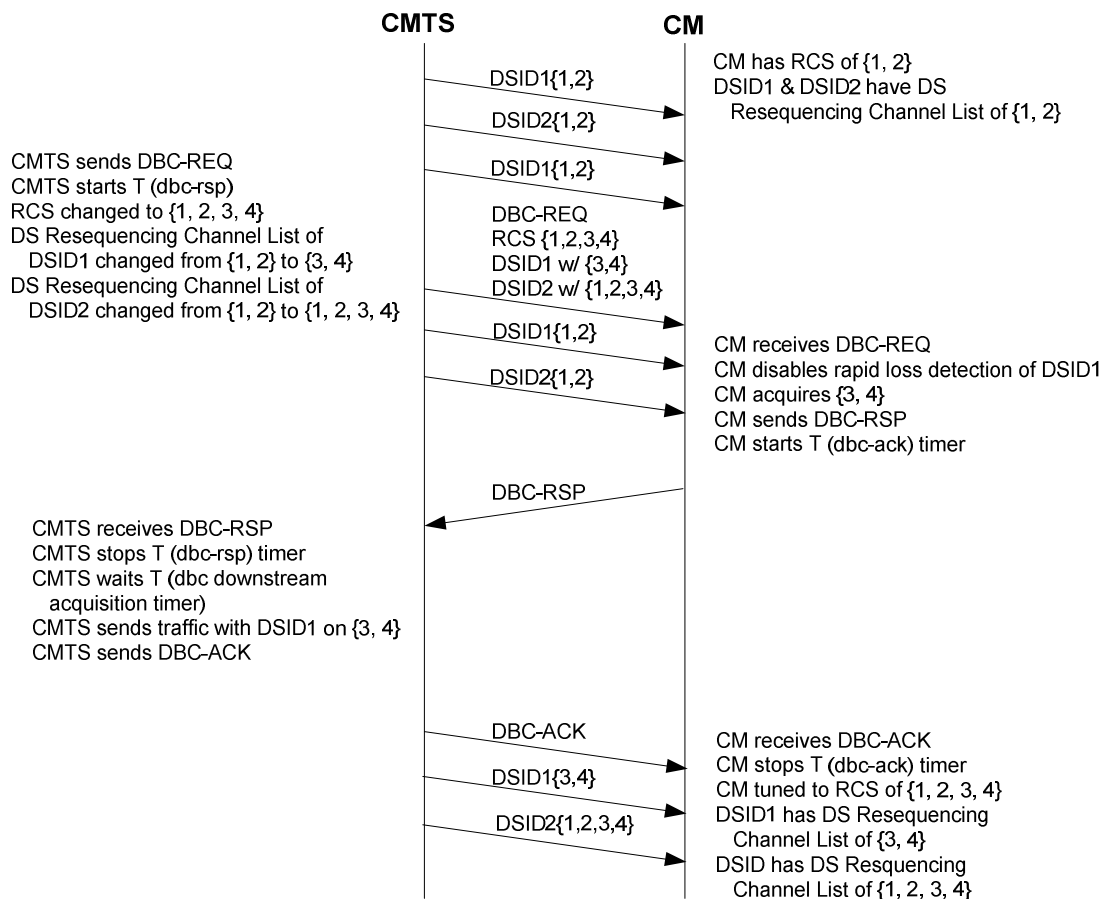 CMTS
CM
DSID1{1,2}
CM has RCS of {1, 2}
DSID1 & DSID2 have DS
Resequencing Channel List of {1, 2}
DSID2{1,2}
DSID1{1,2}
CMTS sends DBC-REQ
CMTS starts T (dbc-rsp)
RCS changed to {1, 2, 3, 4}
DS Resequencing Channel List of
DSID1 changed from {1, 2} to {3, 4}
DS Resequencing Channel List of
DSID2 changed from {1, 2} to {1, 2, 3, 4}
DBC-REQ
RCS {1,2,3,4}
DSID1 w/ {3,4}
DSID2 w/ {1,2,3,4}
DSID1{1,2}
DSID2{1,2}
CM receives DBC-REQ
CM disables rapid loss detection of DSID1
CM acquires {3, 4}
CM sends DBC-RSP
CM starts T (dbc-ack) timer
DBC-RSP
CMTS receives DBC-RSP
CMTS stops T (dbc-rsp) timer
CMTS waits T (dbc downstream
acquisition timer)
CMTS sends traffic with DSID1 on {3, 4}
CMTS sends DBC-ACK
DBC-ACK
DSID1{3,4}
DSID2{1,2,3,4}
CM receives DBC-ACK
CM stops T (dbc-ack) timer
CM tuned to RCS of {1, 2, 3, 4}
DSID1 has DS Resequencing
Channel List of {3, 4}
DSID has DS Resquencing
Channel List of {1, 2, 3, 4}